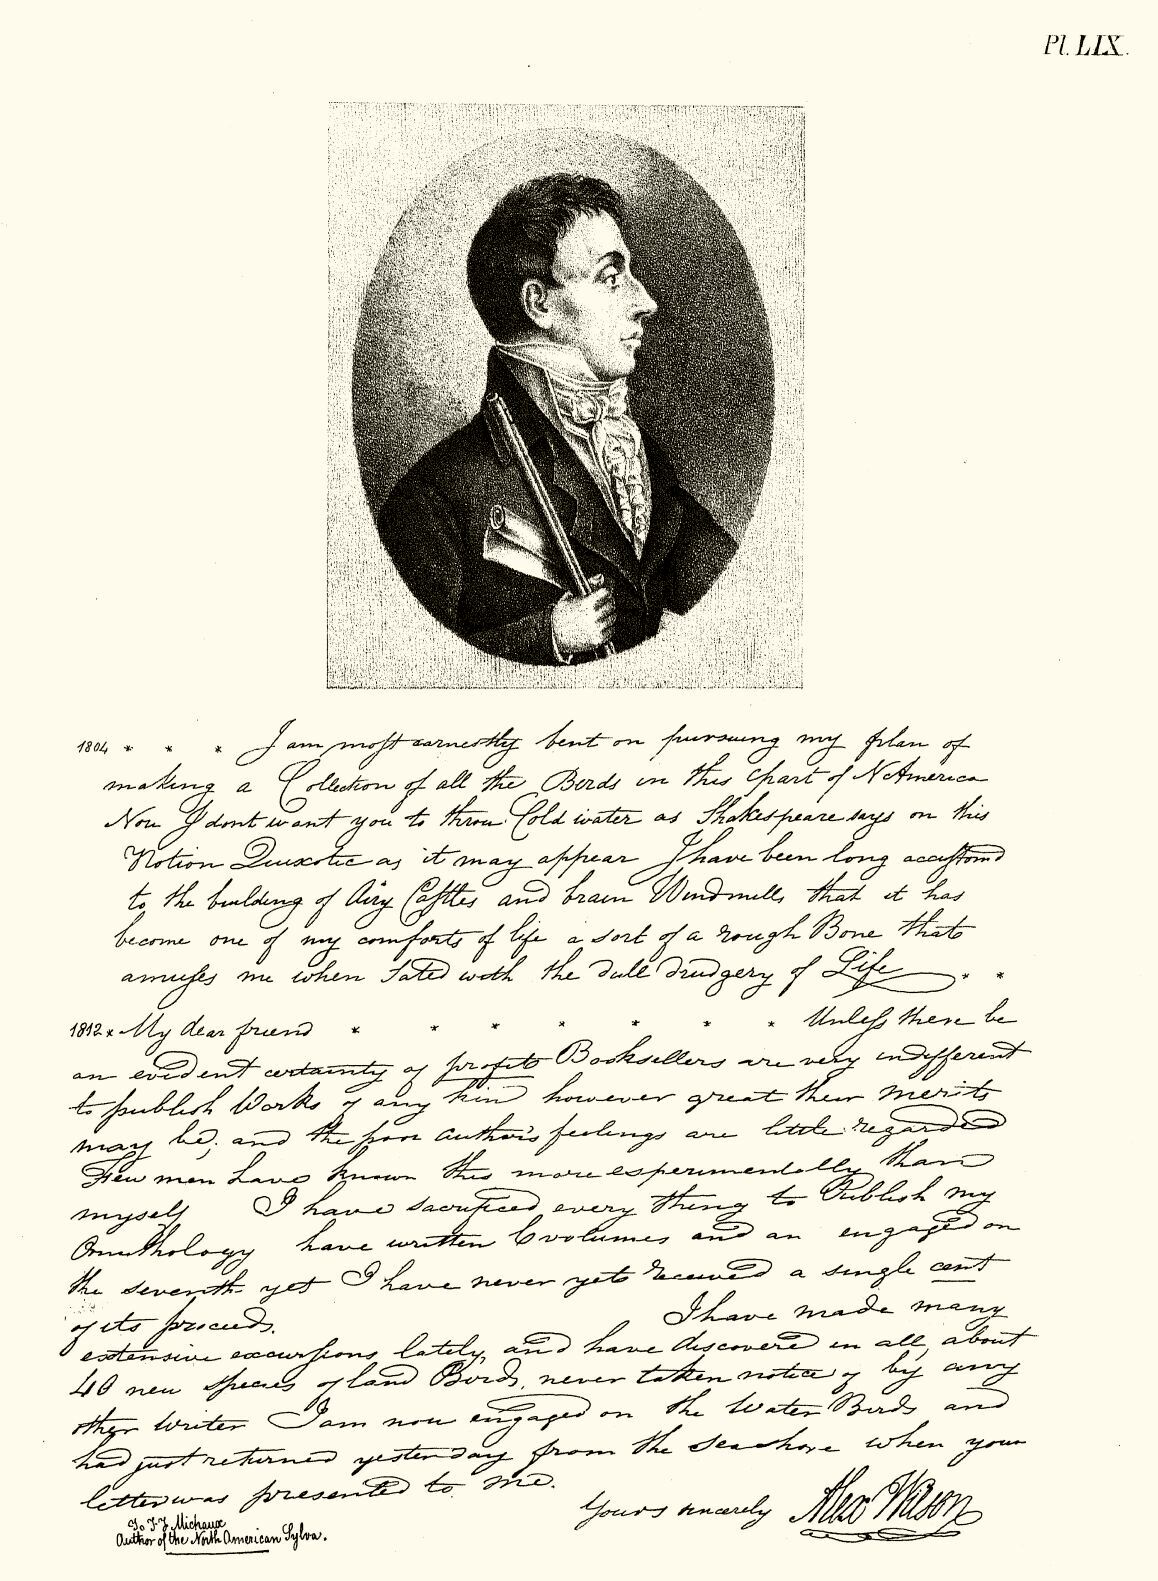 Pl. LIX.
1804 * * * I am most earnestly bent on pursuing my plan of
making a Collection of all the Birds in this part of N America
Now I dont want you to throw Cold water as Shakespeare says on this
Notion Quixotic as it may appear I have been long accustomd
to the building of Airy Castles and brain Windmills that it has
become one of my comforts of life a sort of a rough Bone that
amuses me when Sated with the dull drudgery of Life * *
1812 * My dear friend * * * * * * * Unless there be
an evident certainty of profit Booksellers are very indifferent
to publish Works of any kind however great their merits
may be; and the poor author's feelings are little regarded
Few men have known this more experimentally than
myself I have sacrificed every thing to Publish my
Ornithology have written 6 volumes and am engaged on
the seventh yet I have never yet received a single cent
of its proceeds. I have made many
extensive excursions lately, and have discovered in all, about
40 new species of land Birds, never taken notice of by any
other writer I am now engaged on the Water Birds and
had just returned yesterday from the seashore when your
letter was presented to me.
Yours sincerely Alex Wilson
To F. J. Michaux
Author of the North American Sylva.